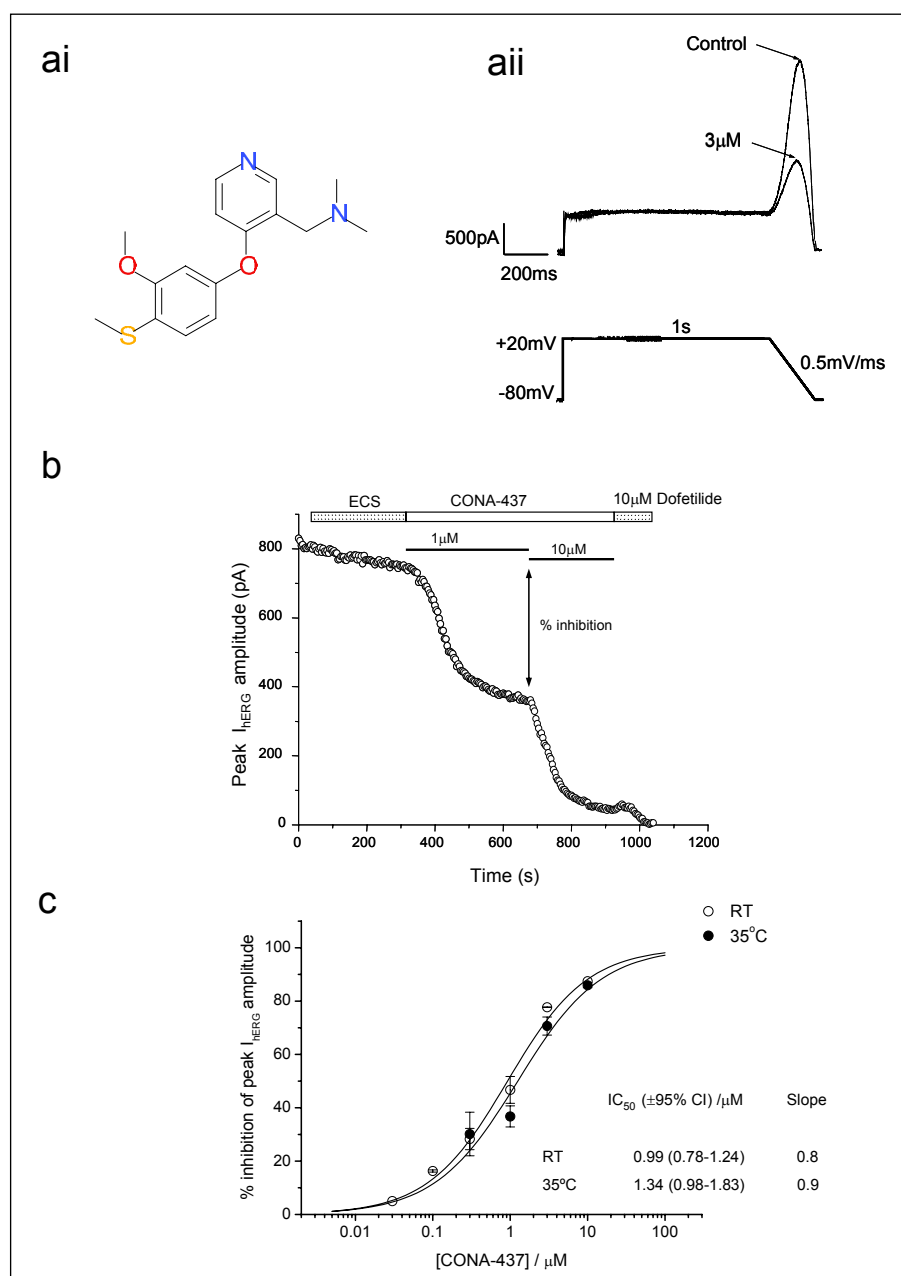 ai
N
N
O
O
S
aii
Control
3µM
500pA
200ms
1s
+20mV
0.5mV/ms
-80mV
b
ECS
CONA-437
10µM Dofetilide
1µM
10µM
% inhibition
Peak I hERG amplitude (pA)
800
600
400
200
0
0 200 400 600 800 1000 1200
Time (s)
c
RT
35°C
% inhibition of peak I hERG amplitude
100
80
60
40
20
0
IC50 (±95% CI) /µM Slope
RT 0.99 (0.78-1.24) 0.8
35ºC 1.34 (0.98-1.83) 0.9
0.01 0.1 1 10 100
[CONA-437] / µM